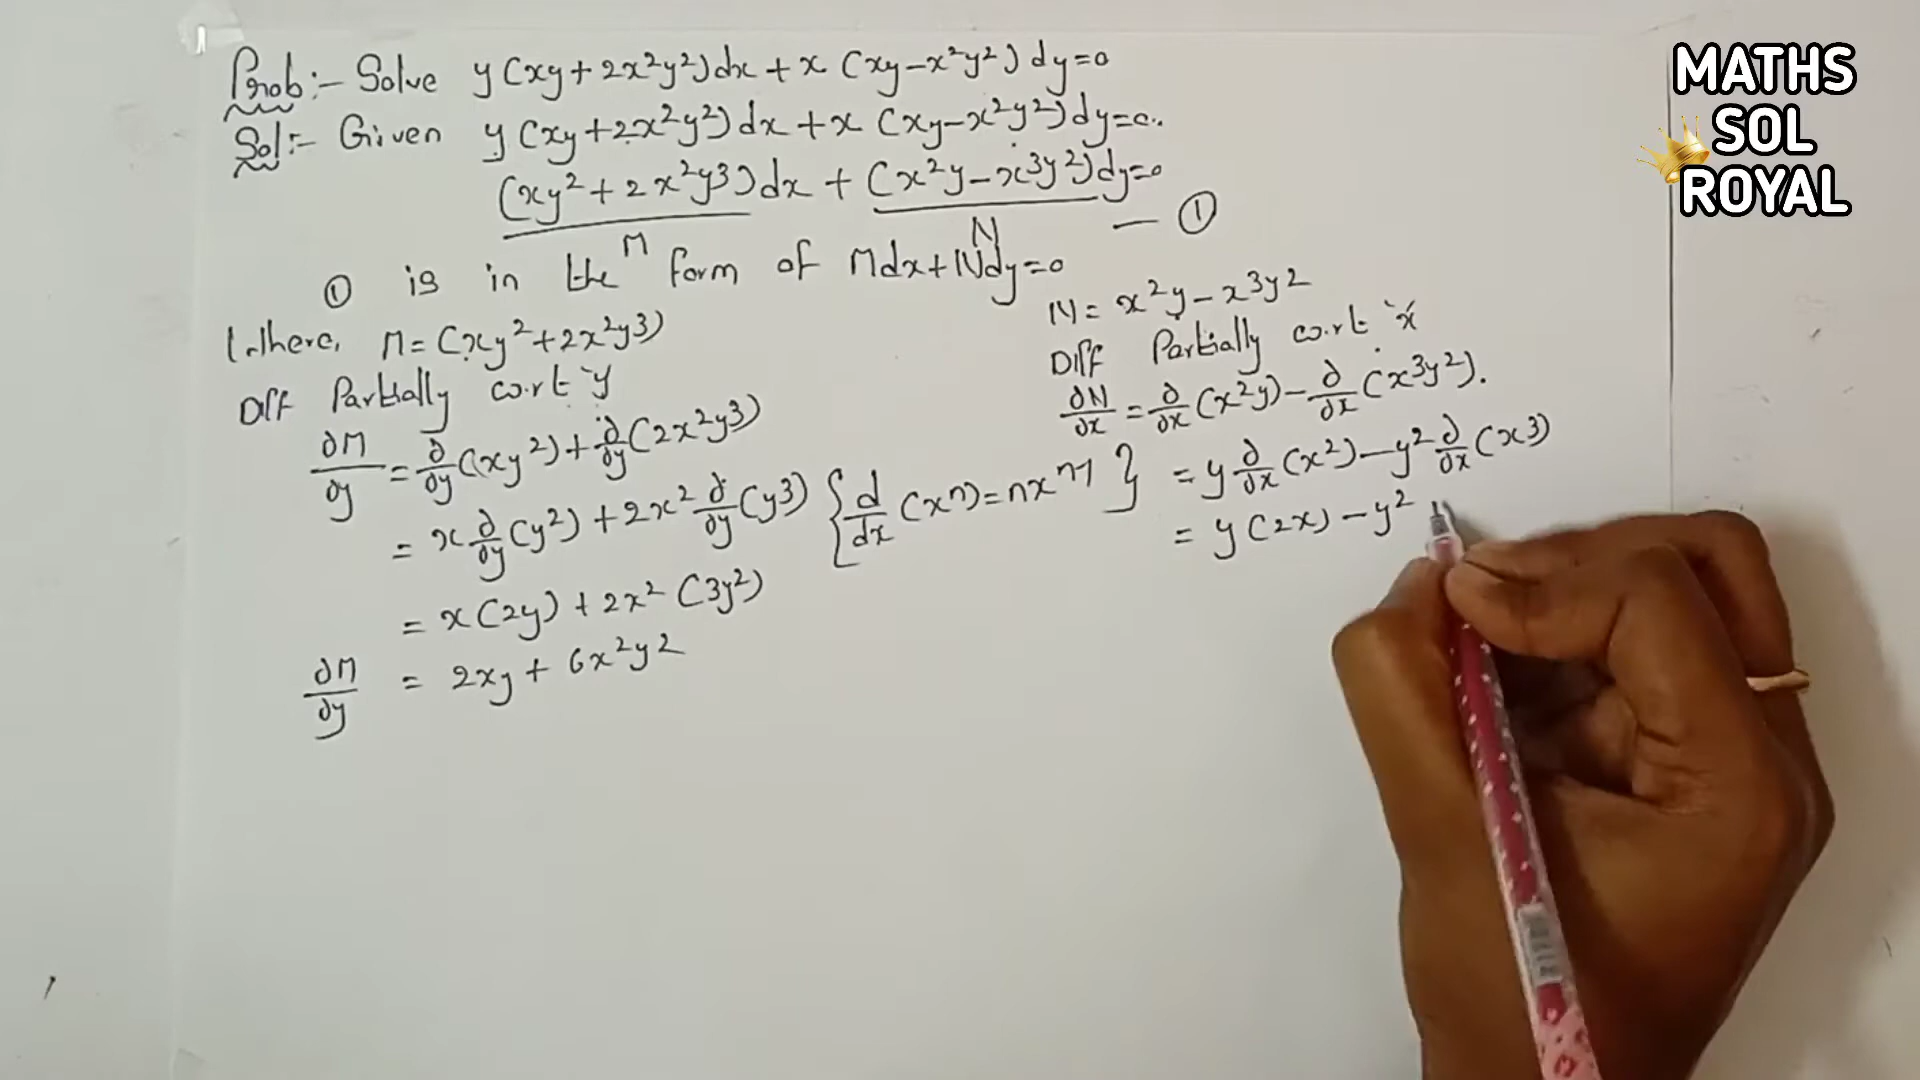 Prob:- Solve y(xy+2x²y²)dx+x(xy-x²y²)dy=0
Sol:- Given y(xy+2x²y²)dx+x(xy-x²y²)dy=0.
(xy²+2x²y3)dx+(x²y-x³y²)dy=0 — ①
M N
① is in the form of Mdx+Ndy=0
Where, M=(xy²+2x²y3)
Diff Partially w.r.t 'y
∂M/∂y = ∂/∂y(xy²)+∂/∂y(2x²y3)
= x ∂/∂y(y²)+2x² ∂/∂y(y3) {d/dx(xⁿ)=nxⁿ⁻¹}
= x(2y)+2x²(3y²)
∂M/∂y = 2xy+6x²y2
N= x²y-x3y2
Diff Partially w.r.t 'x'
∂N/∂x = ∂/∂x(x²y)-∂/∂x(x3y2).
= y ∂/∂x(x²)-y² ∂/∂x(x3)
= y(2x)-y²
MATHS
SOL
ROYAL